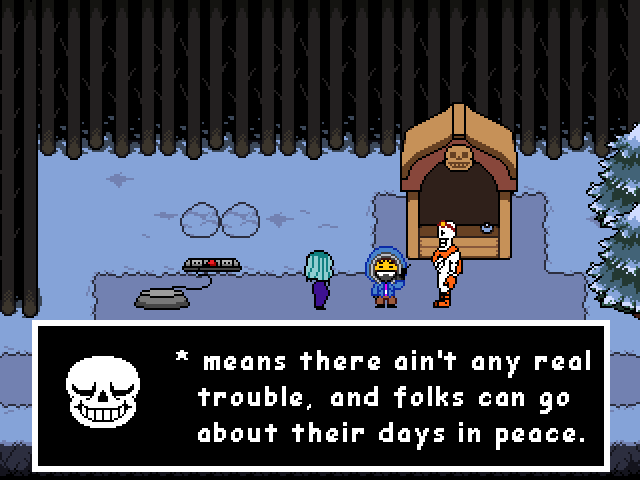 * means there ain't any real
trouble, and folks can go
about their days in peace.